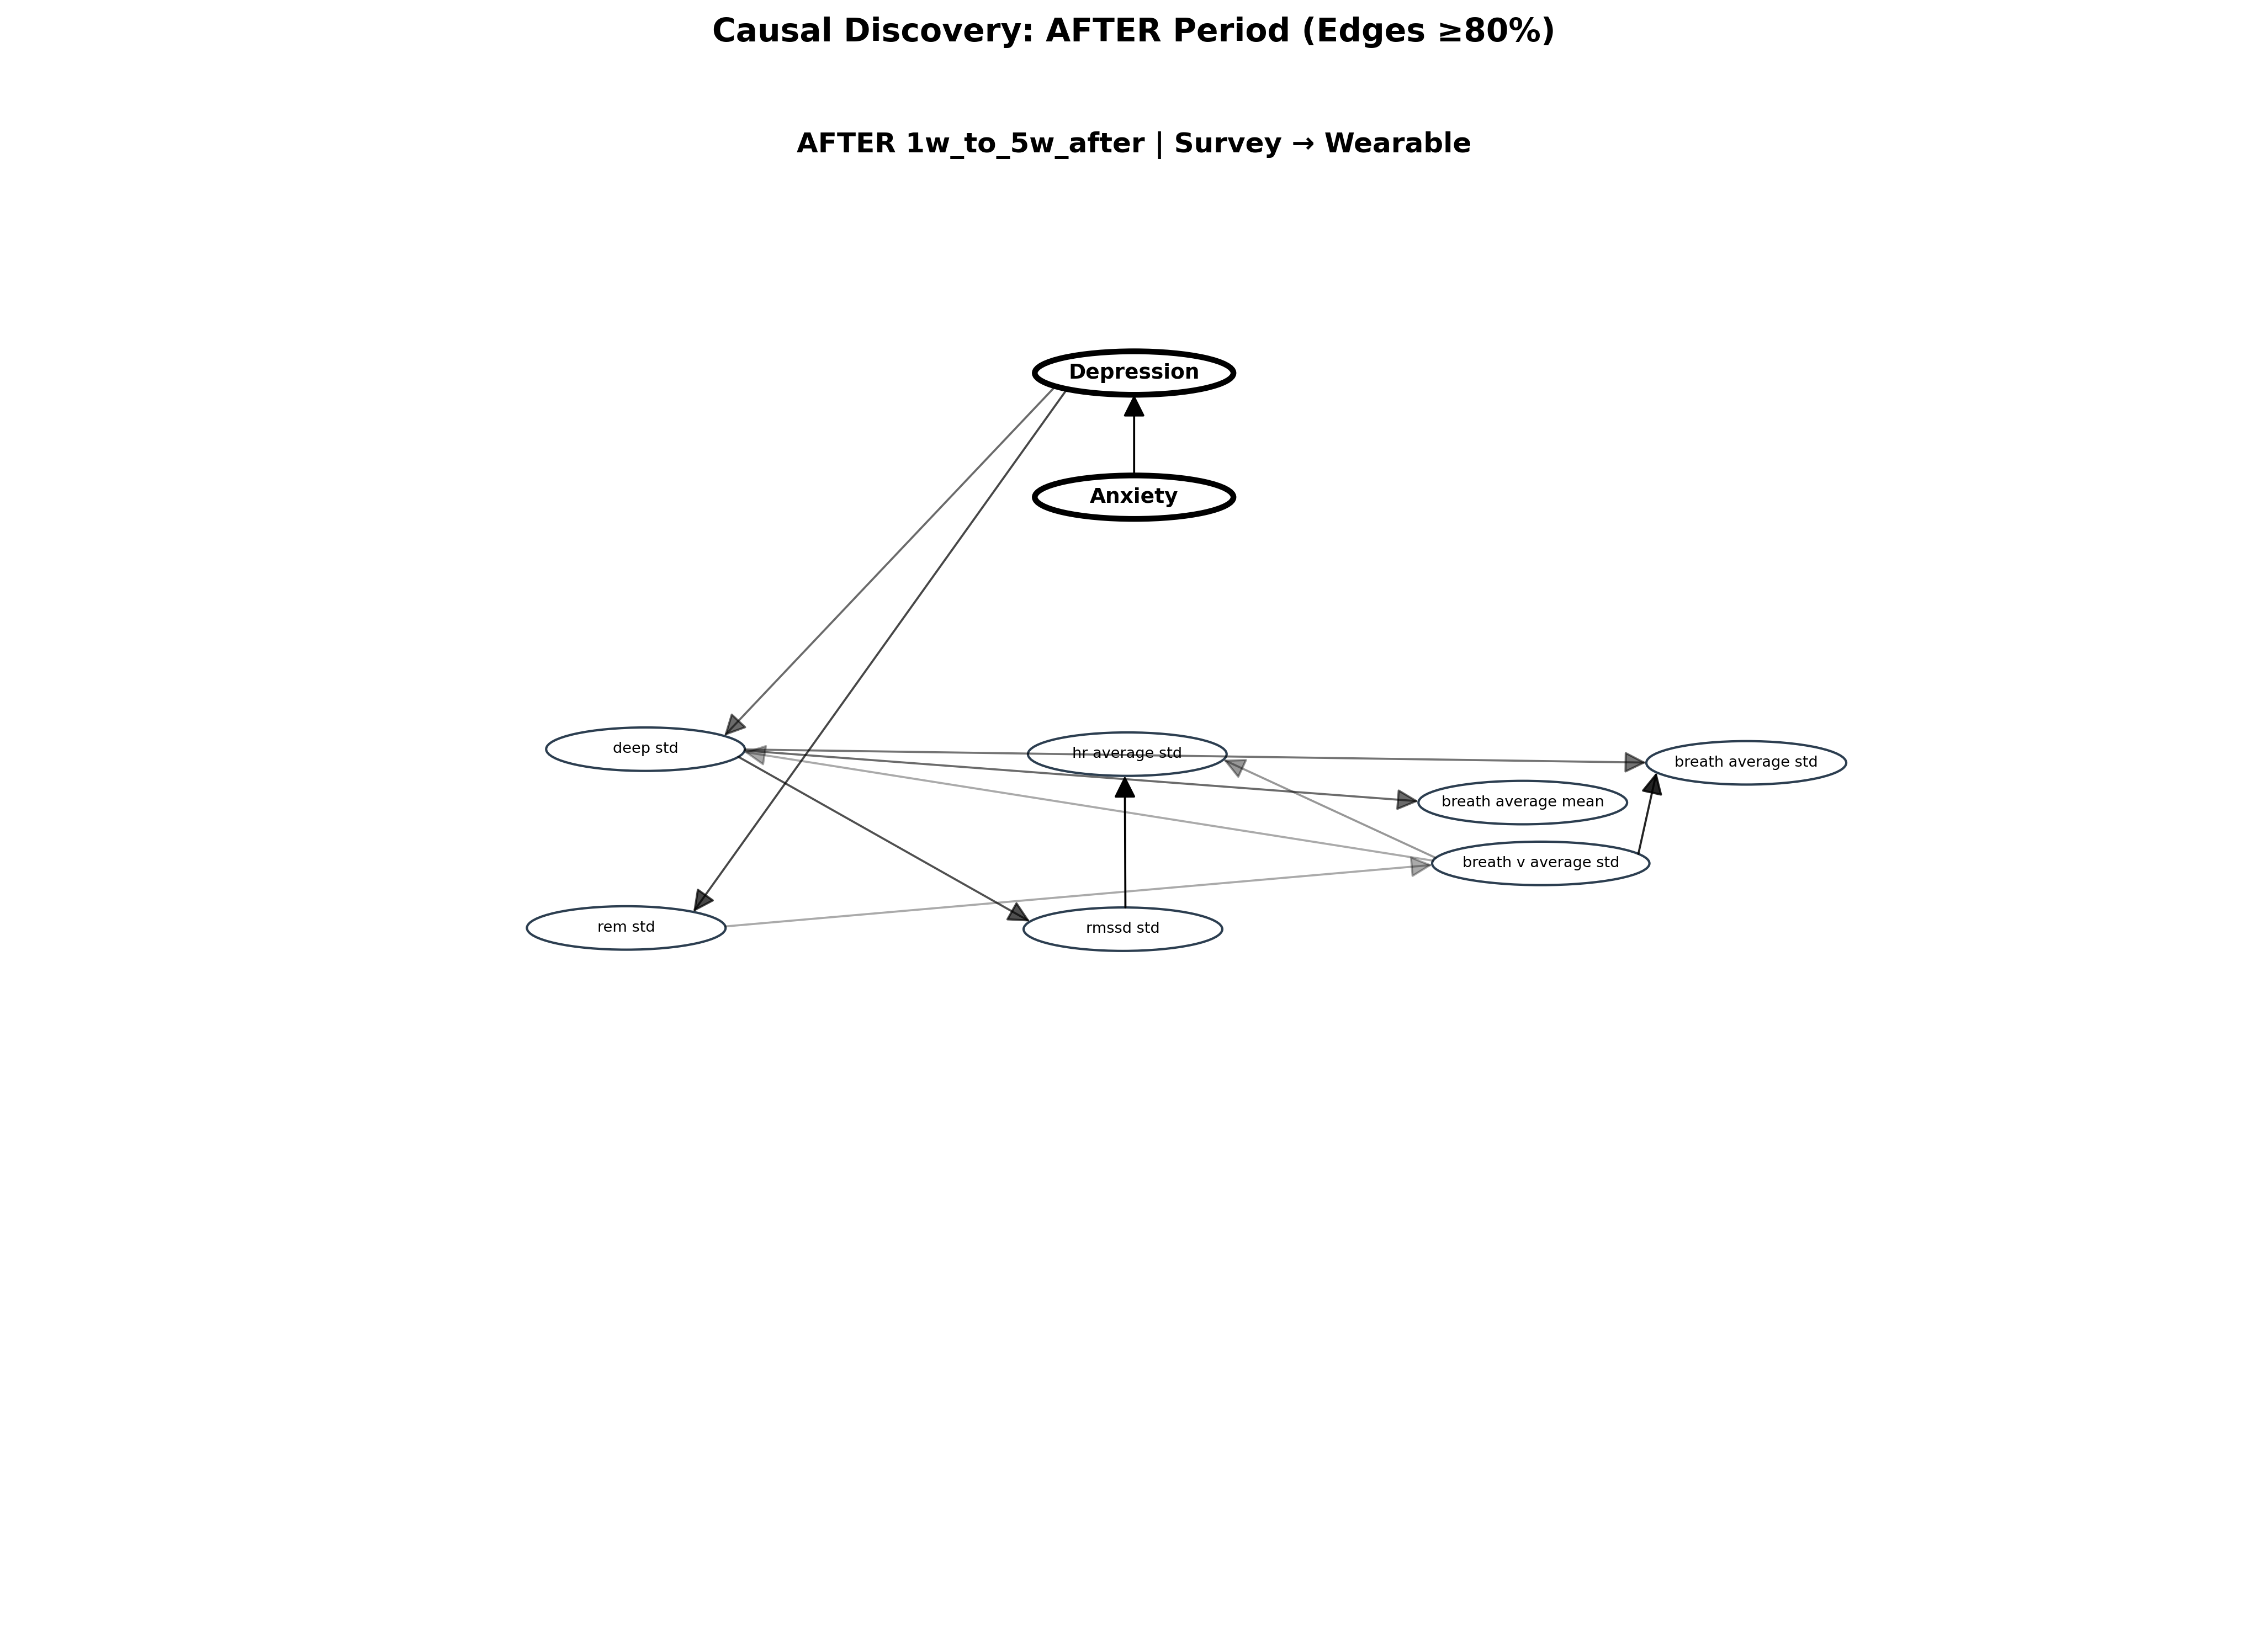 Causal Discovery: AFTER Period (Edges ≥80%)
AFTER 1w_to_5w_after | Survey → Wearable
Depression
Anxiety
deep std
hr average std
breath average std
breath average mean
breath v average std
rem std
rmssd std